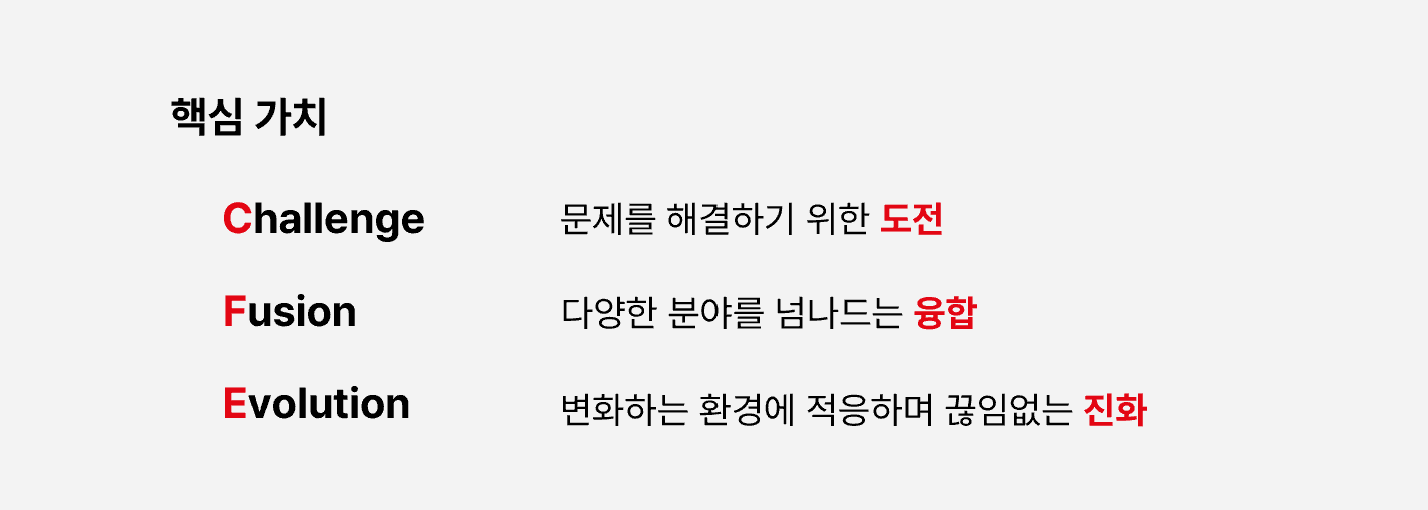 핵심 가치
Challenge 문제를 해결하기 위한 도전
Fusion 다양한 분야를 넘나드는 융합
Evolution 변화하는 환경에 적응하며 끊임없는 진화